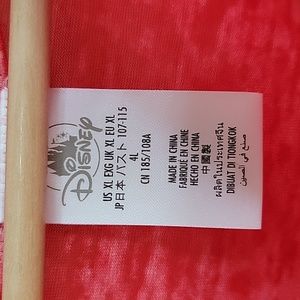 DISNEY
US XL EXG UK XL EU XL
JP日本 バスト 107-115
4L
CN 185/108A
MADE IN CHINA
FABRIQUE EN CHINE
HECHO EN CHINA
中國製
ผลิตในประเทศจีน
صنع في الصين
DIBUAT DI TIONGKOK